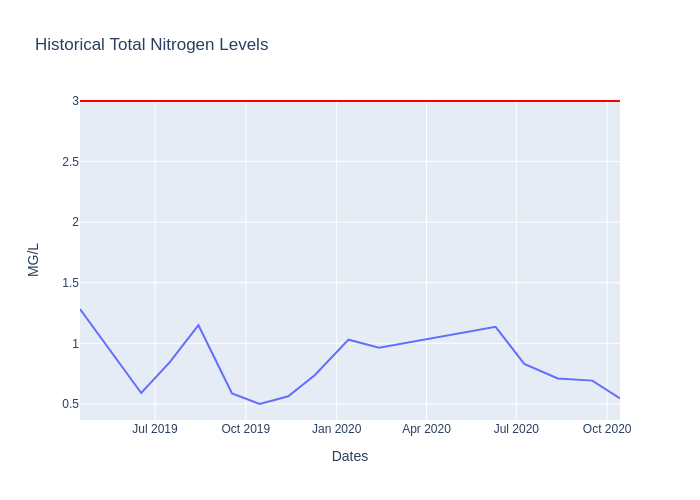 Historical Total Nitrogen Levels
3
2.5
2
1.5
1
0.5
MG/L
Jul 2019 Oct 2019 Jan 2020 Apr 2020 Jul 2020 Oct 2020
Dates